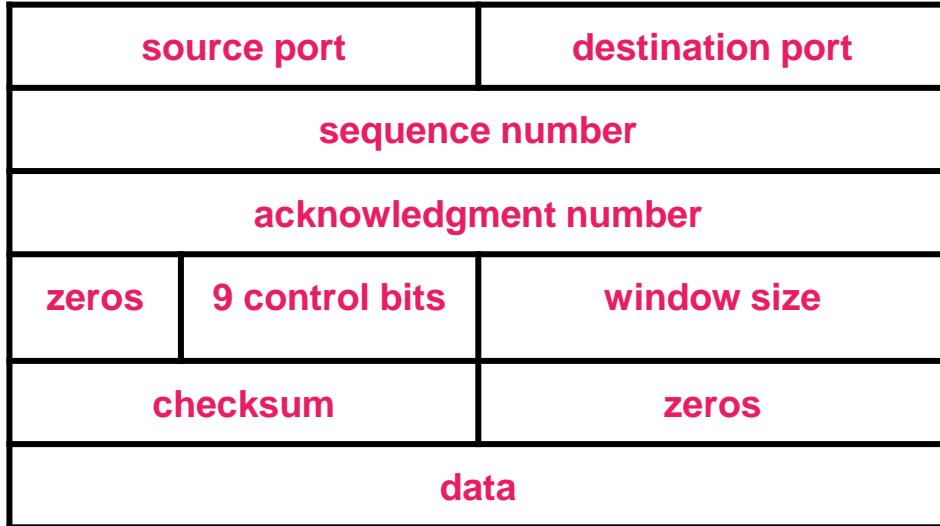 source port destination port
sequence number
acknowledgment number
zeros 9 control bits window size
checksum zeros
data